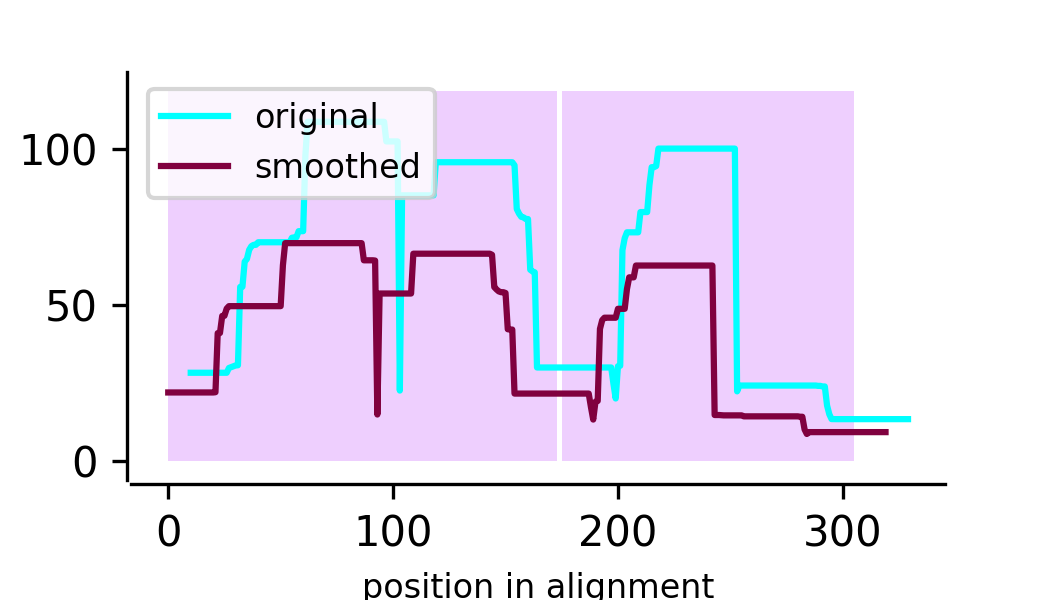 original
smoothed
100
50
0
0 100 200 300
position in alignment